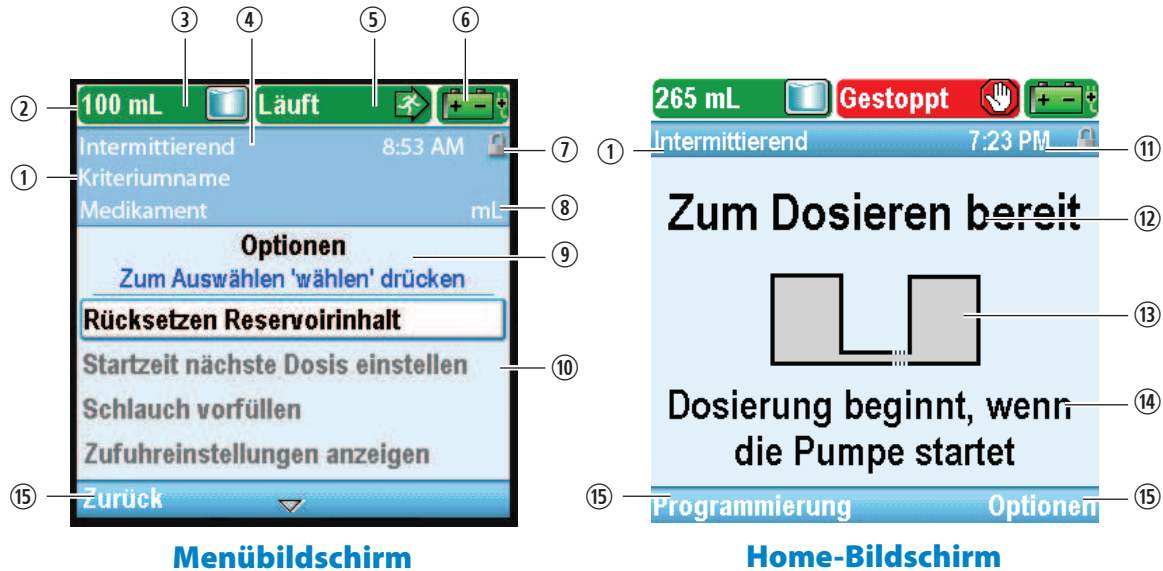 ③ ④ ⑤ ⑥
② 100 mL Läuft
Intermittierend 8:53 AM ⑦
① Kriteriumname
Medikament mL ⑧
Optionen ⑨
Zum Auswählen 'wählen' drücken
Rücksetzen Reservoirinhalt
Startzeit nächste Dosis einstellen ⑩
Schlauch vorfüllen
Zufuhreinstellungen anzeigen
⑮ Zurück
Menübildschirm
265 mL Gestoppt
① Intermittierend 7:23 PM ⑪
Zum Dosieren bereit ⑫
⑬
Dosierung beginnt, wenn ⑭
die Pumpe startet
⑮ Programmierung Optionen ⑮
Home-Bildschirm